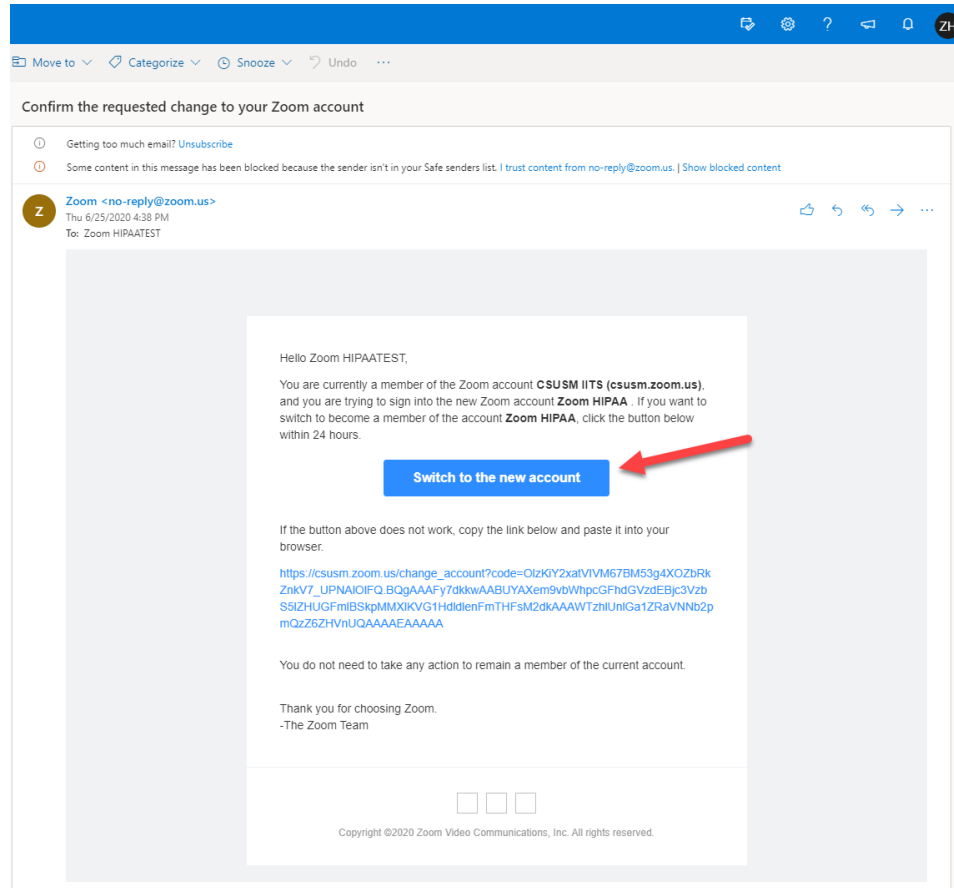 ZH
Move to Categorize Snooze Undo ...
Confirm the requested change to your Zoom account
Getting too much email? Unsubscribe
Some content in this message has been blocked because the sender isn't in your Safe senders list. I trust content from no-reply@zoom.us. | Show blocked content
Z
Zoom <no-reply@zoom.us>
Thu 6/25/2020 4:38 PM
To: Zoom HIPAATEST
Hello Zoom HIPAATEST,
You are currently a member of the Zoom account CSUSM IITS (csusm.zoom.us),
and you are trying to sign into the new Zoom account Zoom HIPAA . If you want to
switch to become a member of the account Zoom HIPAA, click the button below
within 24 hours.
Switch to the new account
If the button above does not work, copy the link below and paste it into your
browser.
https://csusm.zoom.us/change_account?code=OlzKiY2xatVIVM67BM53g4XOZbRk
ZnkV7_UPNAIOIFQ.BQgAAAFy7dkkwAABUYAXem9vbWhpcGFhdGVzdEBjc3Vzb
S5lZHUGFmlBSkpMMXlKVG1HdldlenFmTHFsM2dkAAAWTzhlUnlGa1ZRaVNNb2p
mQzZ6ZHVnUQAAAAEAAAAA
You do not need to take any action to remain a member of the current account.
Thank you for choosing Zoom.
-The Zoom Team
Copyright ©2020 Zoom Video Communications, Inc. All rights reserved.